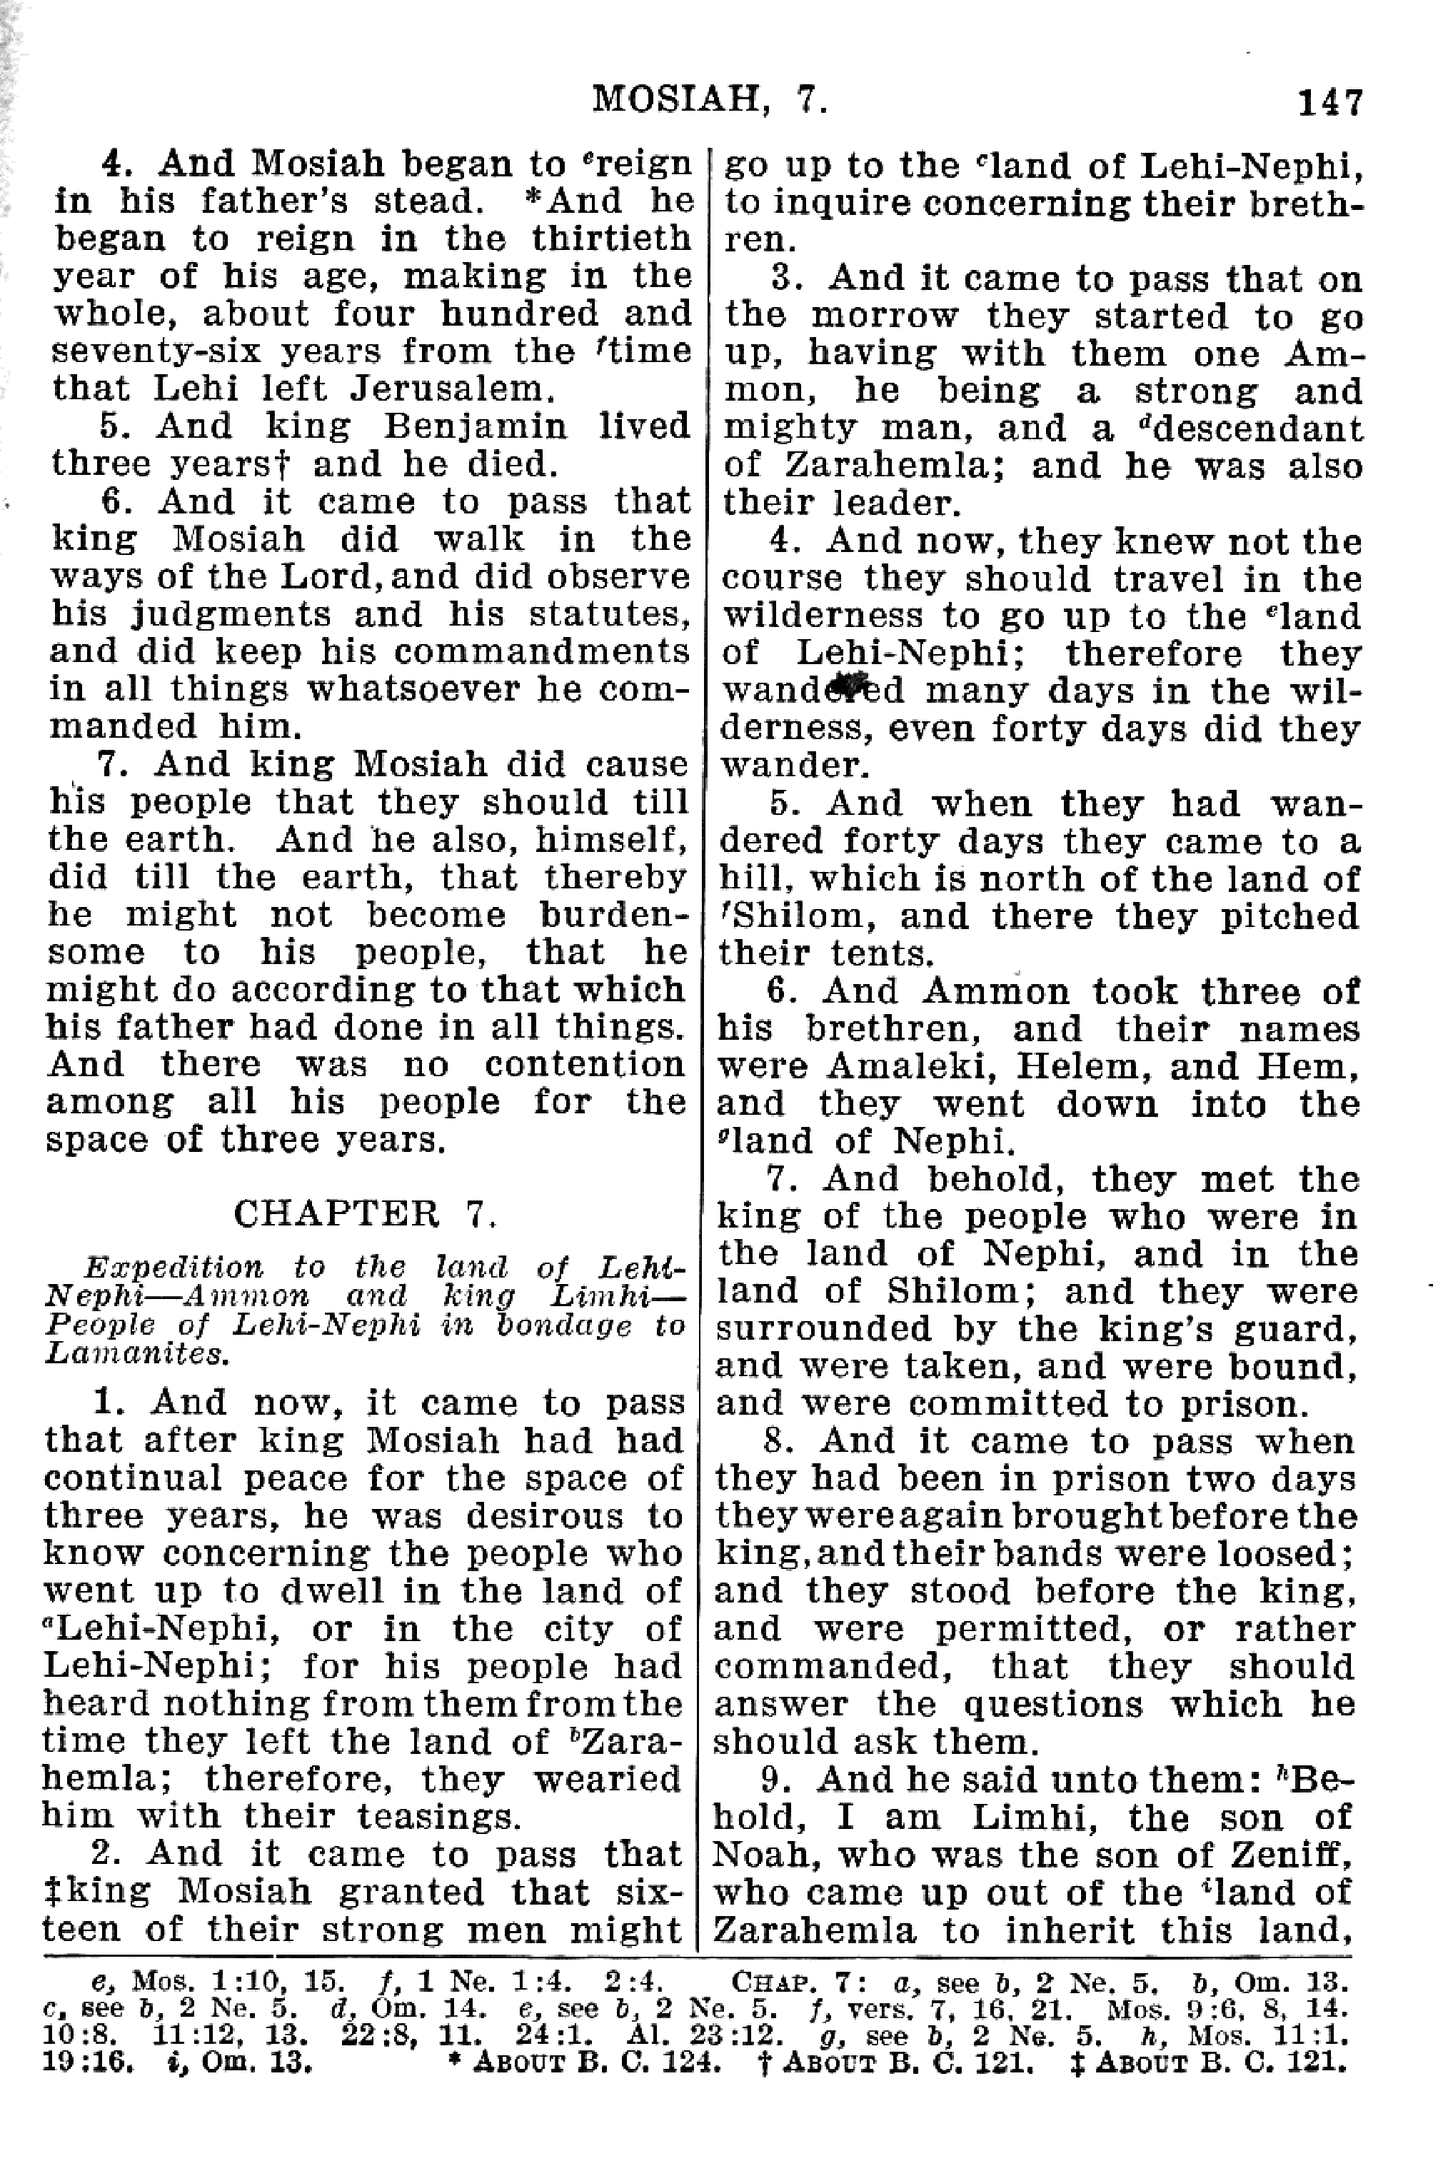 MOSIAH, 7.
147
4. And Mosiah began to ᵉreign
in his father's stead. *And he
began to reign in the thirtieth
year of his age, making in the
whole, about four hundred and
seventy-six years from the ᶠtime
that Lehi left Jerusalem.
5. And king Benjamin lived
three years† and he died.
6. And it came to pass that
king Mosiah did walk in the
ways of the Lord, and did observe
his judgments and his statutes,
and did keep his commandments
in all things whatsoever he com-
manded him.
7. And king Mosiah did cause
his people that they should till
the earth. And he also, himself,
did till the earth, that thereby
he might not become burden-
some to his people, that he
might do according to that which
his father had done in all things.
And there was no contention
among all his people for the
space of three years.
CHAPTER 7.
Expedition to the land of Lehi-
Nephi—Ammon and king Limhi—
People of Lehi-Nephi in bondage to
Lamanites.
1. And now, it came to pass
that after king Mosiah had had
continual peace for the space of
three years, he was desirous to
know concerning the people who
went up to dwell in the land of
ᵃLehi-Nephi, or in the city of
Lehi-Nephi; for his people had
heard nothing from them from the
time they left the land of ᵇZara-
hemla; therefore, they wearied
him with their teasings.
2. And it came to pass that
‡king Mosiah granted that six-
teen of their strong men might
go up to the ᶜland of Lehi-Nephi,
to inquire concerning their breth-
ren.
3. And it came to pass that on
the morrow they started to go
up, having with them one Am-
mon, he being a strong and
mighty man, and a ᵈdescendant
of Zarahemla; and he was also
their leader.
4. And now, they knew not the
course they should travel in the
wilderness to go up to the ᵉland
of Lehi-Nephi; therefore they
wandered many days in the wil-
derness, even forty days did they
wander.
5. And when they had wan-
dered forty days they came to a
hill, which is north of the land of
ᶠShilom, and there they pitched
their tents.
6. And Ammon took three of
his brethren, and their names
were Amaleki, Helem, and Hem,
and they went down into the
ᵍland of Nephi.
7. And behold, they met the
king of the people who were in
the land of Nephi, and in the
land of Shilom; and they were
surrounded by the king's guard,
and were taken, and were bound,
and were committed to prison.
8. And it came to pass when
they had been in prison two days
they were again brought before the
king, and their bands were loosed;
and they stood before the king,
and were permitted, or rather
commanded, that they should
answer the questions which he
should ask them.
9. And he said unto them: ʰBe-
hold, I am Limhi, the son of
Noah, who was the son of Zeniff,
who came up out of the ⁱland of
Zarahemla to inherit this land,
e, Mos. 1:10, 15. f, 1 Ne. 1:4. 2:4. CHAP. 7: a, see b, 2 Ne. 5. b, Om. 13.
c, see b, 2 Ne. 5. d, Om. 14. e, see b, 2 Ne. 5. f, vers. 7, 16, 21. Mos. 9:6, 8, 14.
10:8. 11:12, 13. 22:8, 11. 24:1. Al. 23:12. g, see b, 2 Ne. 5. h, Mos. 11:1.
19:16. i, Om. 13. * ABOUT B. C. 124. † ABOUT B. C. 121. ‡ ABOUT B. C. 121.